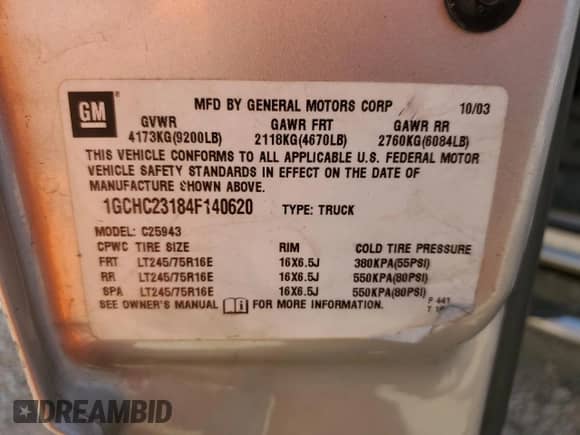 GM
MFD BY GENERAL MOTORS CORP 10/03
GVWR GAWR FRT GAWR RR
4173KG(9200LB) 2118KG(4670LB) 2760KG(6084LB)
THIS VEHICLE CONFORMS TO ALL APPLICABLE U.S. FEDERAL MOTOR
VEHICLE SAFETY STANDARDS IN EFFECT ON THE DATE OF
MANUFACTURE SHOWN ABOVE.
1GCHC23184F140620 TYPE: TRUCK
MODEL: C25943
CPWC TIRE SIZE RIM COLD TIRE PRESSURE
FRT LT245/75R16E 16X6.5J 380KPA(55PSI)
RR LT245/75R16E 16X6.5J 550KPA(80PSI)
SPA LT245/75R16E 16X6.5J 550KPA(80PSI)
SEE OWNER'S MANUAL FOR MORE INFORMATION.
P 441
DREAMBID